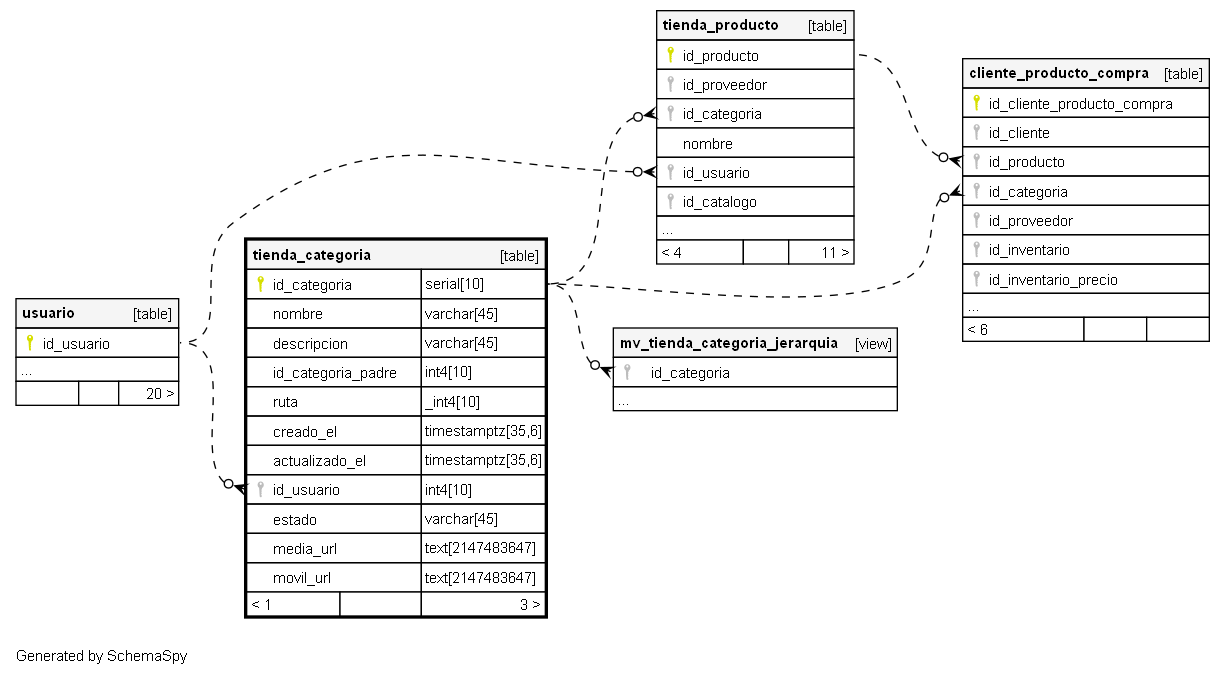 tienda_producto [table]
id_producto
id_proveedor
id_categoria
nombre
id_usuario
id_catalogo
...
< 4 11 >
cliente_producto_compra [table]
id_cliente_producto_compra
id_cliente
id_producto
id_categoria
id_proveedor
id_inventario
id_inventario_precio
...
< 6
tienda_categoria [table]
id_categoria serial[10]
nombre varchar[45]
descripcion varchar[45]
id_categoria_padre int4[10]
ruta _int4[10]
creado_el timestamptz[35,6]
actualizado_el timestamptz[35,6]
id_usuario int4[10]
estado varchar[45]
media_url text[2147483647]
movil_url text[2147483647]
< 1 3 >
usuario [table]
id_usuario
...
20 >
mv_tienda_categoria_jerarquia [view]
id_categoria
...
Generated by SchemaSpy